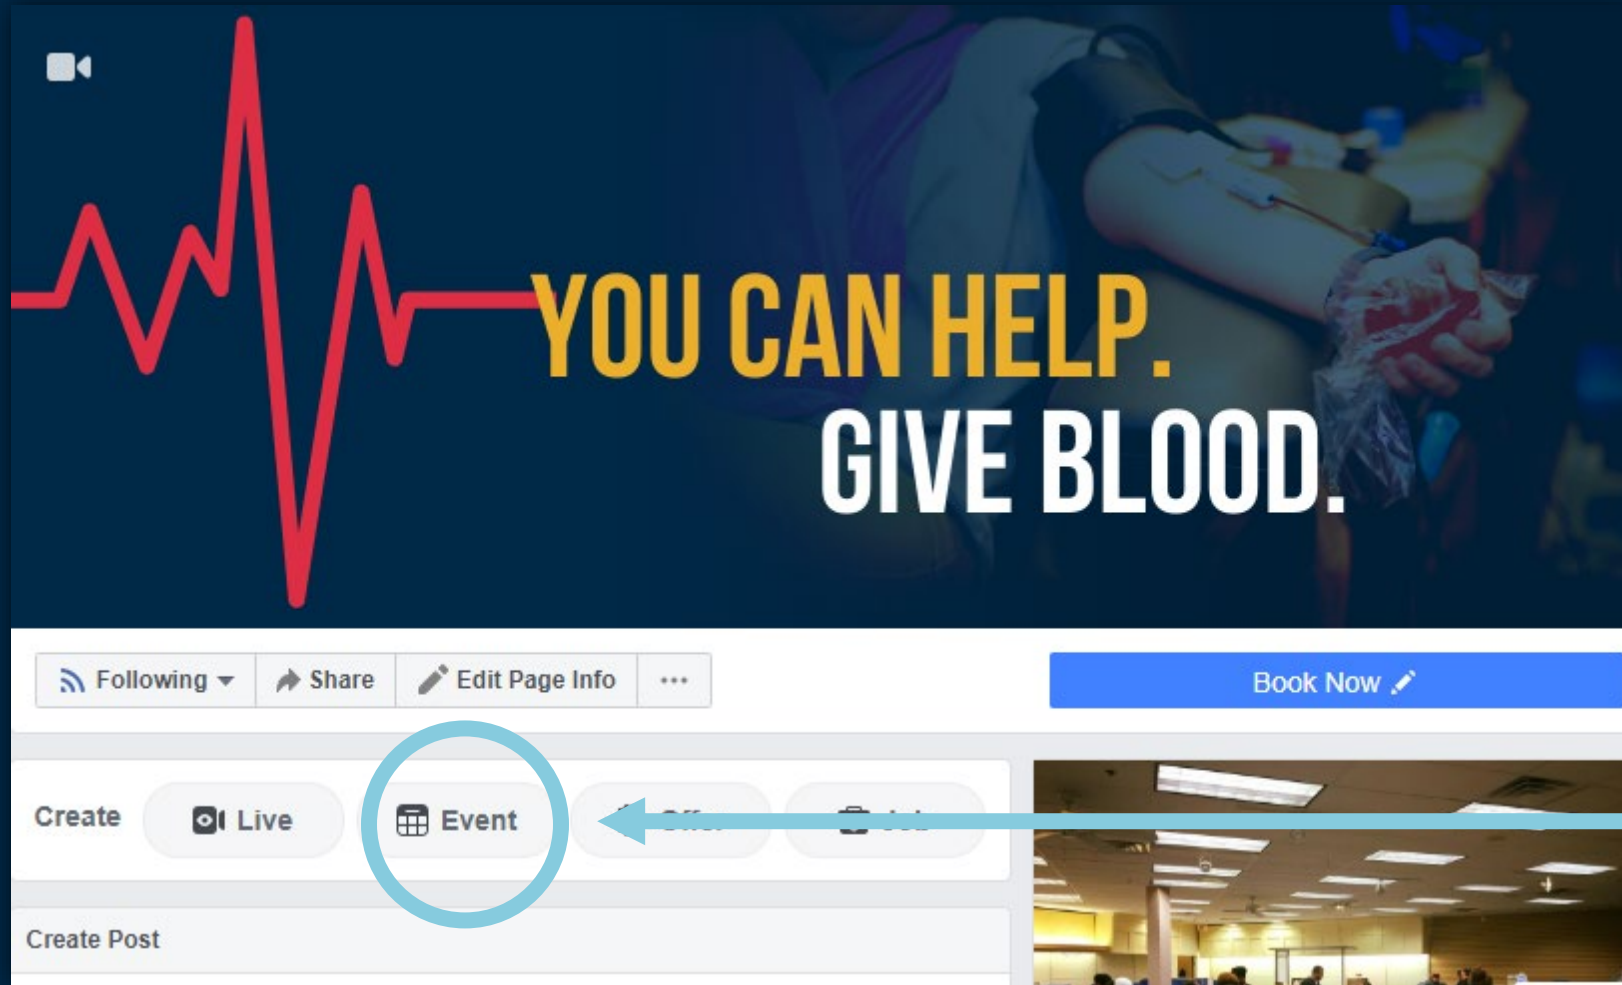 YOU CAN HELP.
GIVE BLOOD.
Following Share Edit Page Info ...
Book Now
Create Live Event
Create Post